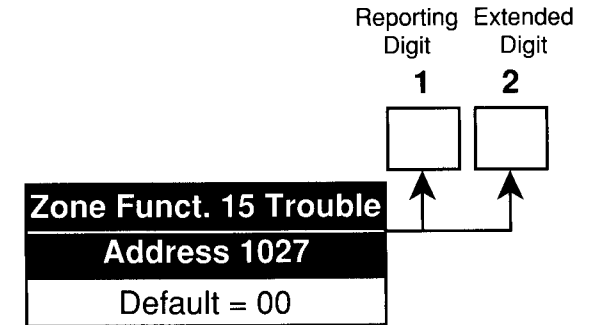 Reporting Extended
Digit Digit
1 2
Zone Funct. 15 Trouble
Address 1027
Default = 00